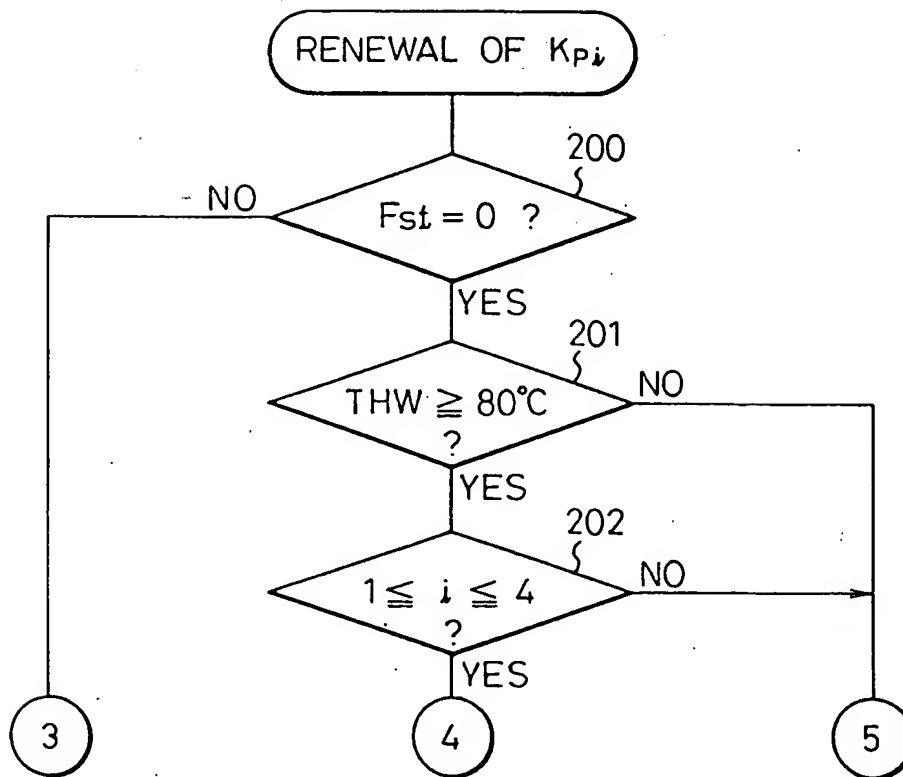 RENEWAL OF KPi
200
NO
Fst = 0 ?
YES
201
THW ≧ 80°C
?
NO
YES
202
1 ≦ i ≦ 4
?
NO
YES
3
4
5